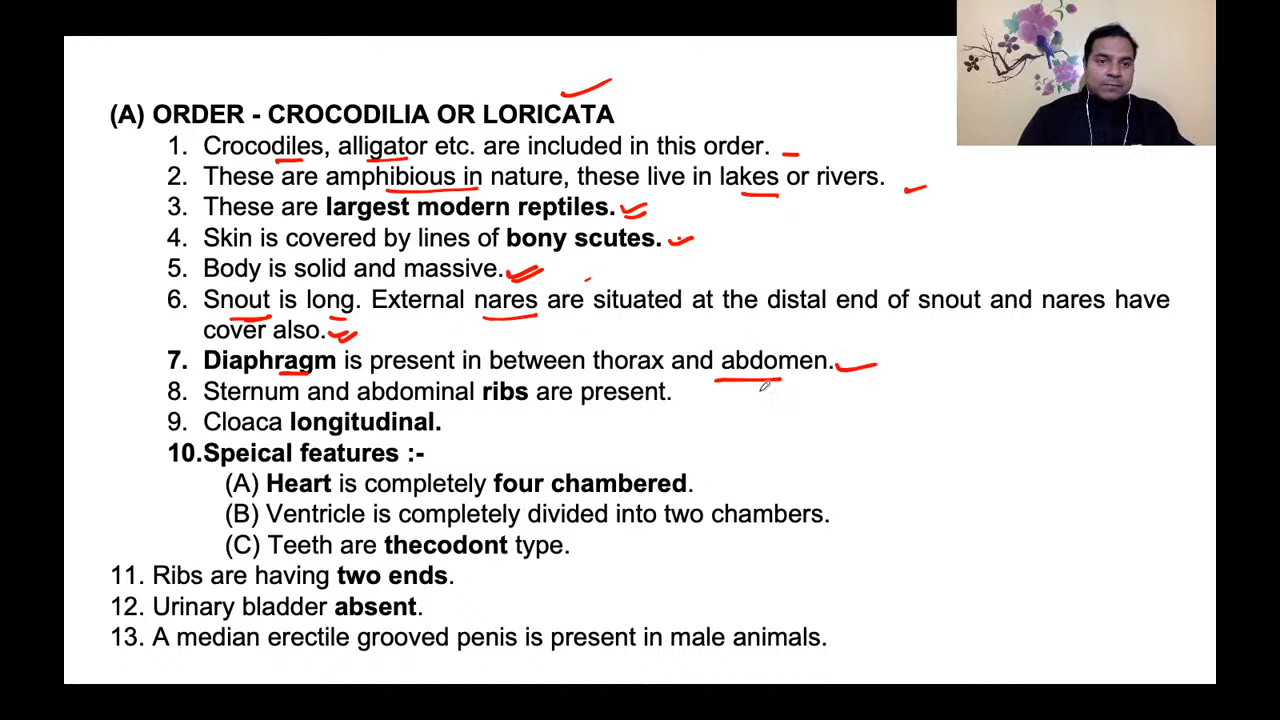 (A) ORDER - CROCODILIA OR LORICATA
1. Crocodiles, alligator etc. are included in this order.
2. These are amphibious in nature, these live in lakes or rivers.
3. These are largest modern reptiles.
4. Skin is covered by lines of bony scutes.
5. Body is solid and massive.
6. Snout is long. External nares are situated at the distal end of snout and nares have
cover also.
7. Diaphragm is present in between thorax and abdomen.
8. Sternum and abdominal ribs are present.
9. Cloaca longitudinal.
10.Speical features :-
(A) Heart is completely four chambered.
(B) Ventricle is completely divided into two chambers.
(C) Teeth are thecodont type.
11. Ribs are having two ends.
12. Urinary bladder absent.
13. A median erectile grooved penis is present in male animals.